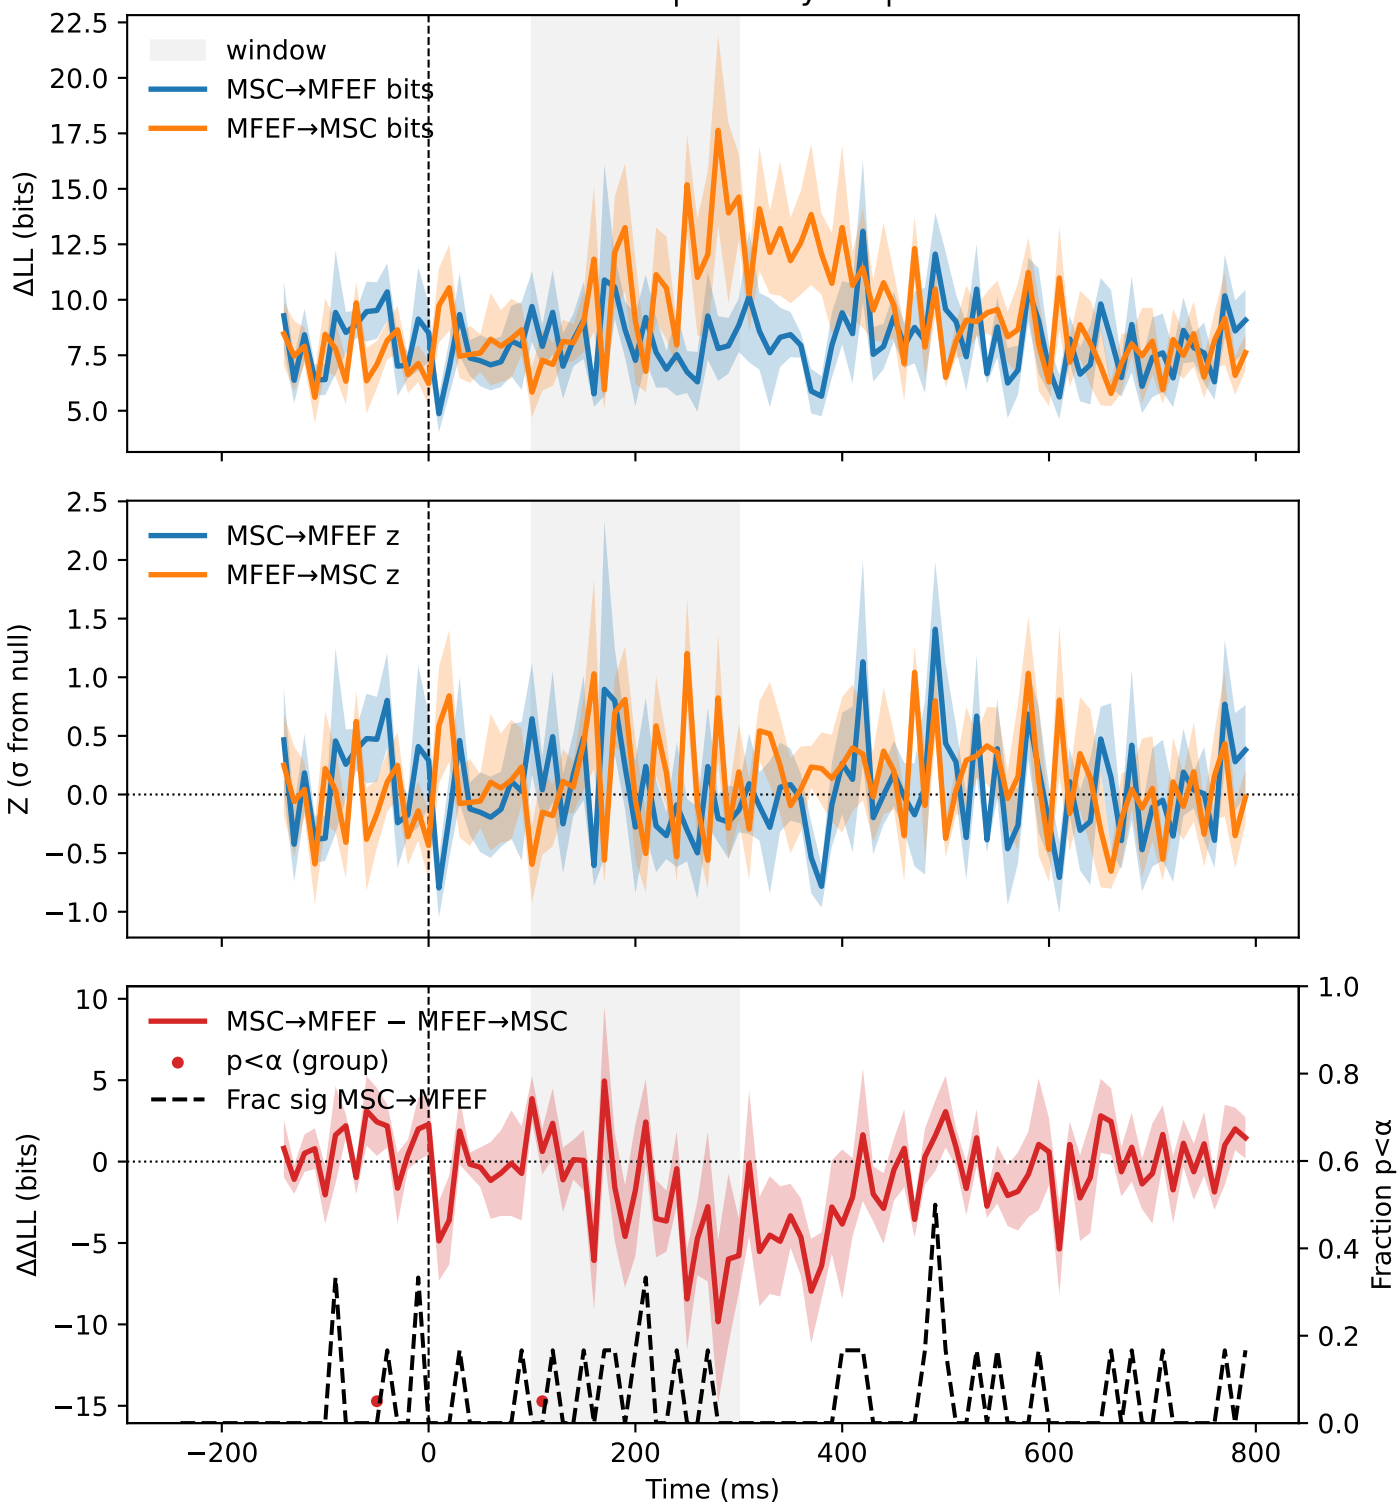 22.5
20.0
17.5
15.0
12.5
10.0
7.5
5.0
ΔLL (bits)
window
MSC→MFEF bits
MFEF→MSC bits
2.5
2.0
1.5
1.0
0.5
0.0
−0.5
−1.0
Z (σ from null)
MSC→MFEF z
MFEF→MSC z
10
5
0
−5
−10
−15
ΔΔLL (bits)
MSC→MFEF − MFEF→MSC
p<α (group)
Frac sig MSC→MFEF
1.0
0.8
0.6
0.4
0.2
0.0
Fraction p<α
−200 0 200 400 600 800
Time (ms)